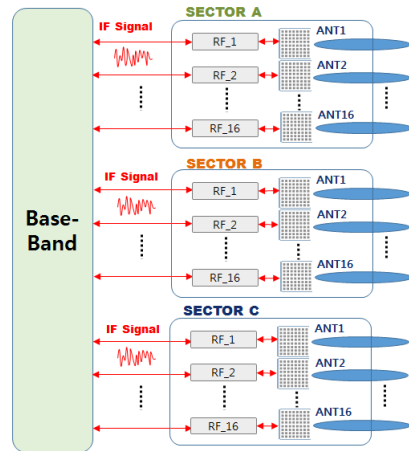 SECTOR A
IF Signal
RF_1
ANT1
RF_2
ANT2
RF_16
ANT16
SECTOR B
IF Signal
RF_1
ANT1
RF_2
ANT2
RF_16
ANT16
Base-
Band
SECTOR C
IF Signal
RF_1
ANT1
RF_2
ANT2
RF_16
ANT16